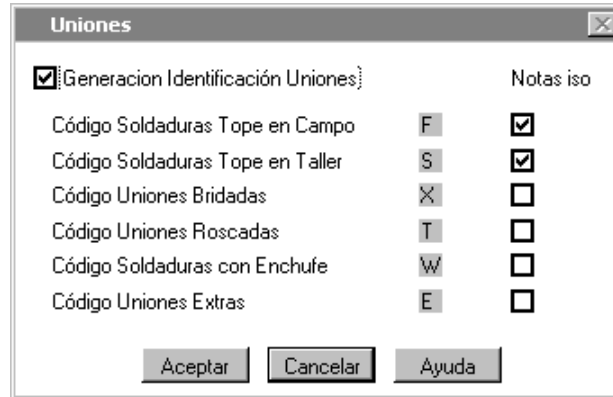 Uniones
Generacion Identificación Uniones Notas iso
Código Soldaduras Tope en Campo F
Código Soldaduras Tope en Taller S
Código Uniones Bridadas X
Código Uniones Roscadas T
Código Soldaduras con Enchufe W
Código Uniones Extras E
Aceptar Cancelar Ayuda